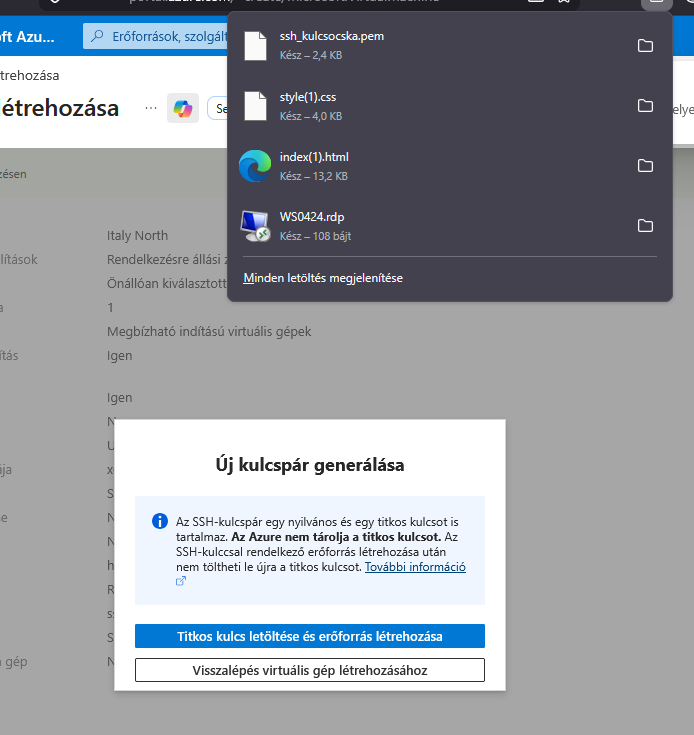 ssh_kulcsocska.pem
Kész – 2,4 KB
style(1).css
Kész – 4,0 KB
index(1).html
Kész – 13,2 KB
WS0424.rdp
Kész – 108 bájt
Minden letöltés megjelenítése
ft Azu...
Erőforrások, szolgált
trehozása
létrehozása
...
Se
elye
zésen
Italy North
lítások
Rendelkezésre állási z
Önállóan kiválasztott
a
1
Megbízható indítású virtuális gépek
ítás
Igen
Igen
Új kulcspár generálása
Az SSH-kulcspár egy nyilvános és egy titkos kulcsot is
tartalmaz. Az Azure nem tárolja a titkos kulcsot. Az
SSH-kulccsal rendelkező erőforrás létrehozása után
nem töltheti le újra a titkos kulcsot. További információ
Titkos kulcs letöltése és erőforrás létrehozása
Visszalépés virtuális gép létrehozásához
ája
e
gép